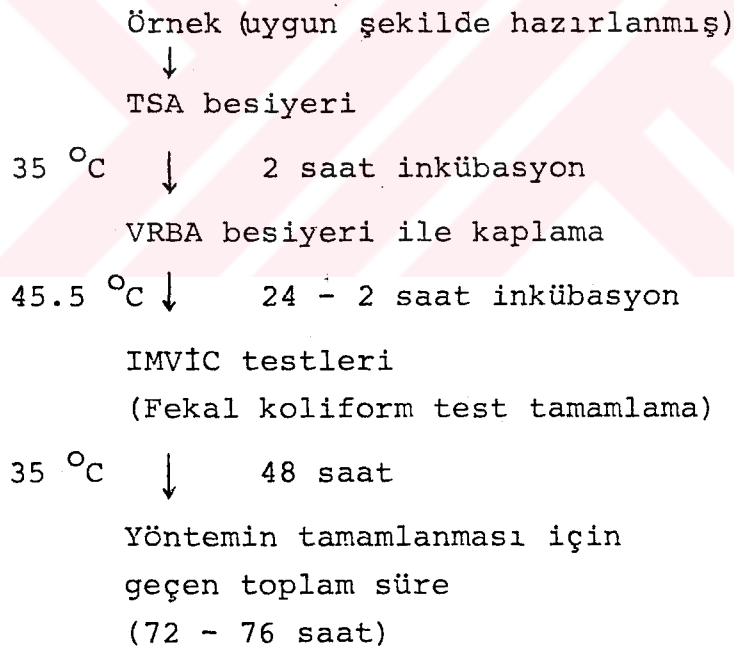 Örnek (uygun şekilde hazırlanmış)
↓
TSA besiyeri
35 °C ↓ 2 saat inkübasyon
VRBA besiyeri ile kaplama
45.5 °C ↓ 24 - 2 saat inkübasyon
IMVİC testleri
(Fekal koliform test tamamlama)
35 °C ↓ 48 saat
Yöntemin tamamlanması için
geçen toplam süre
(72 - 76 saat)